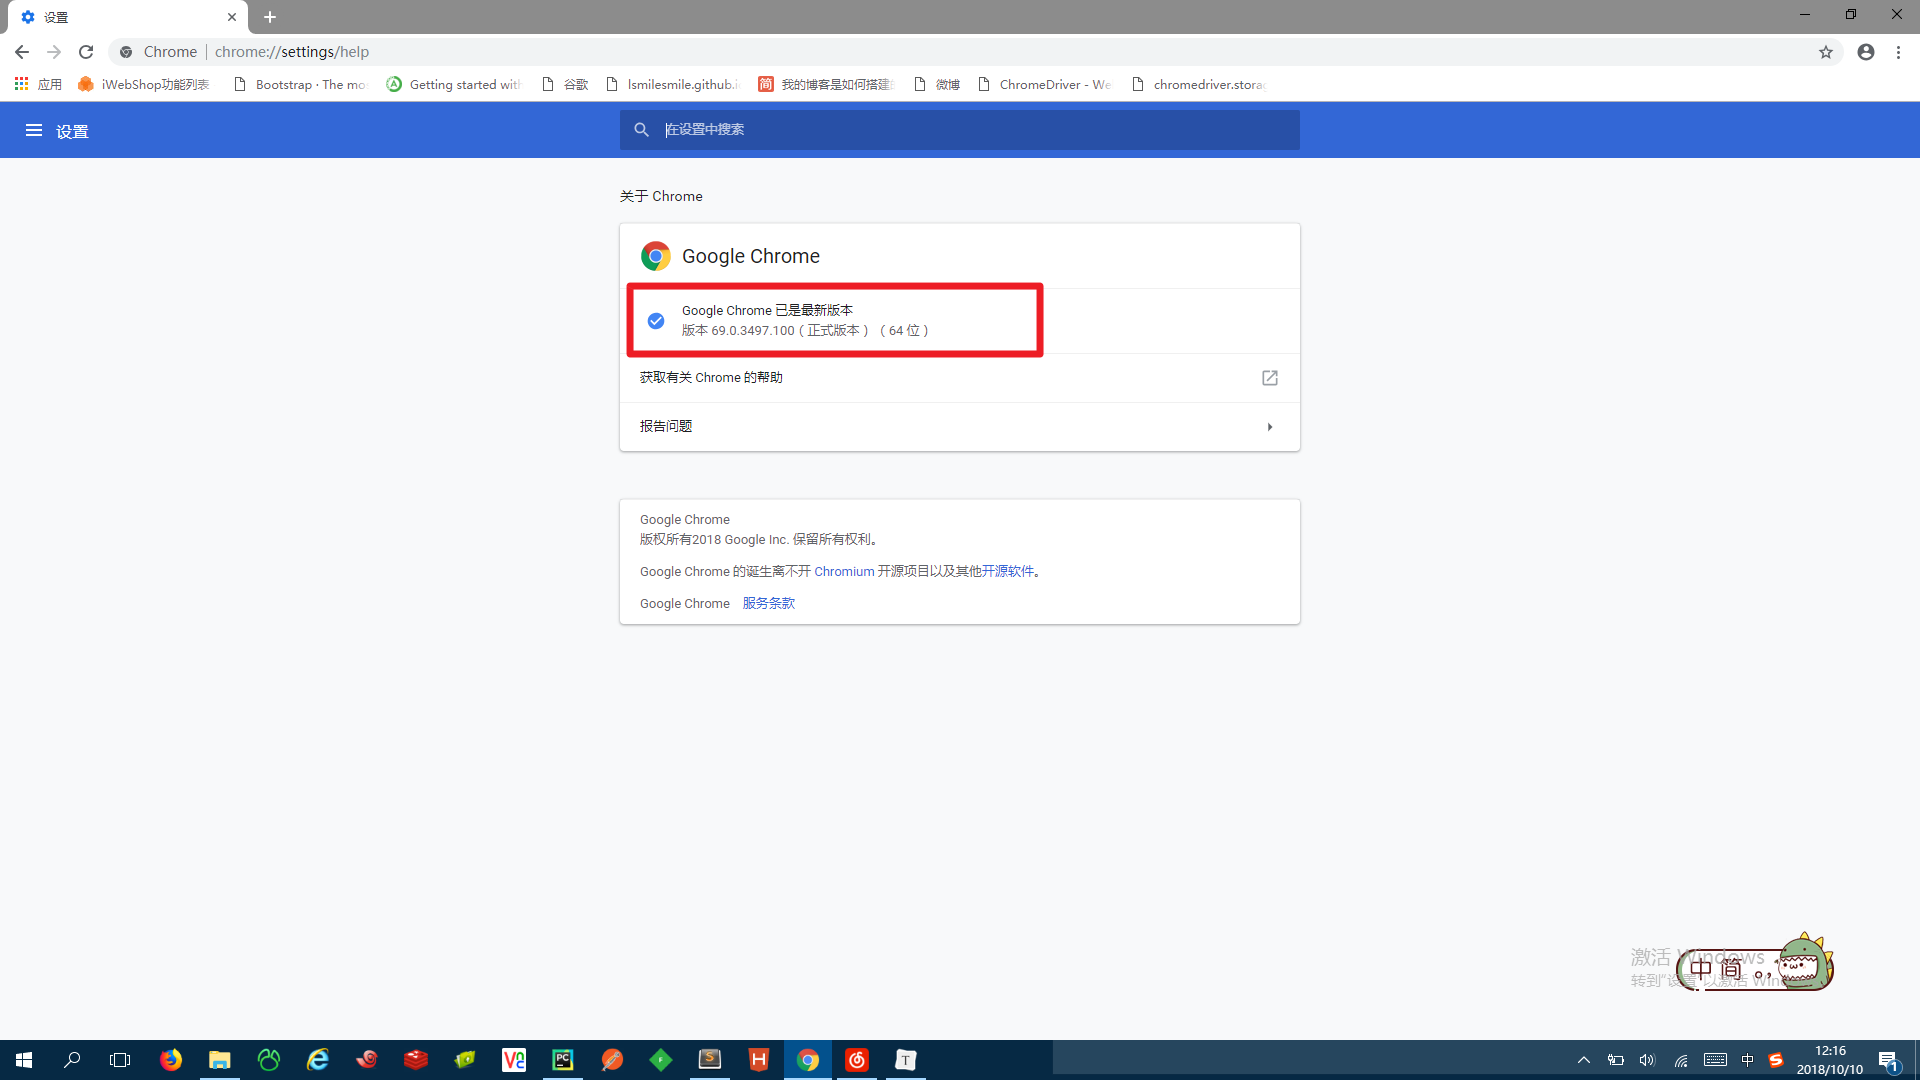 设置
Chrome | chrome://settings/help
应用 iWebShop功能列表 Bootstrap · The mo Getting started with 谷歌 lsmilesmile.github.i 简 我的博客是如何搭建 微博 ChromeDriver - We chromedriver.stora
设置 在设置中搜索
关于 Chrome
Google Chrome
Google Chrome 已是最新版本
版本 69.0.3497.100（正式版本）（64 位）
获取有关 Chrome 的帮助
报告问题
Google Chrome
版权所有2018 Google Inc. 保留所有权利。
Google Chrome 的诞生离不开 Chromium 开源项目以及其他开源软件。
Google Chrome 服务条款
激活 Windows
转到"设置"以激活 Win
中 简 。,
12:16
中
2018/10/10
1